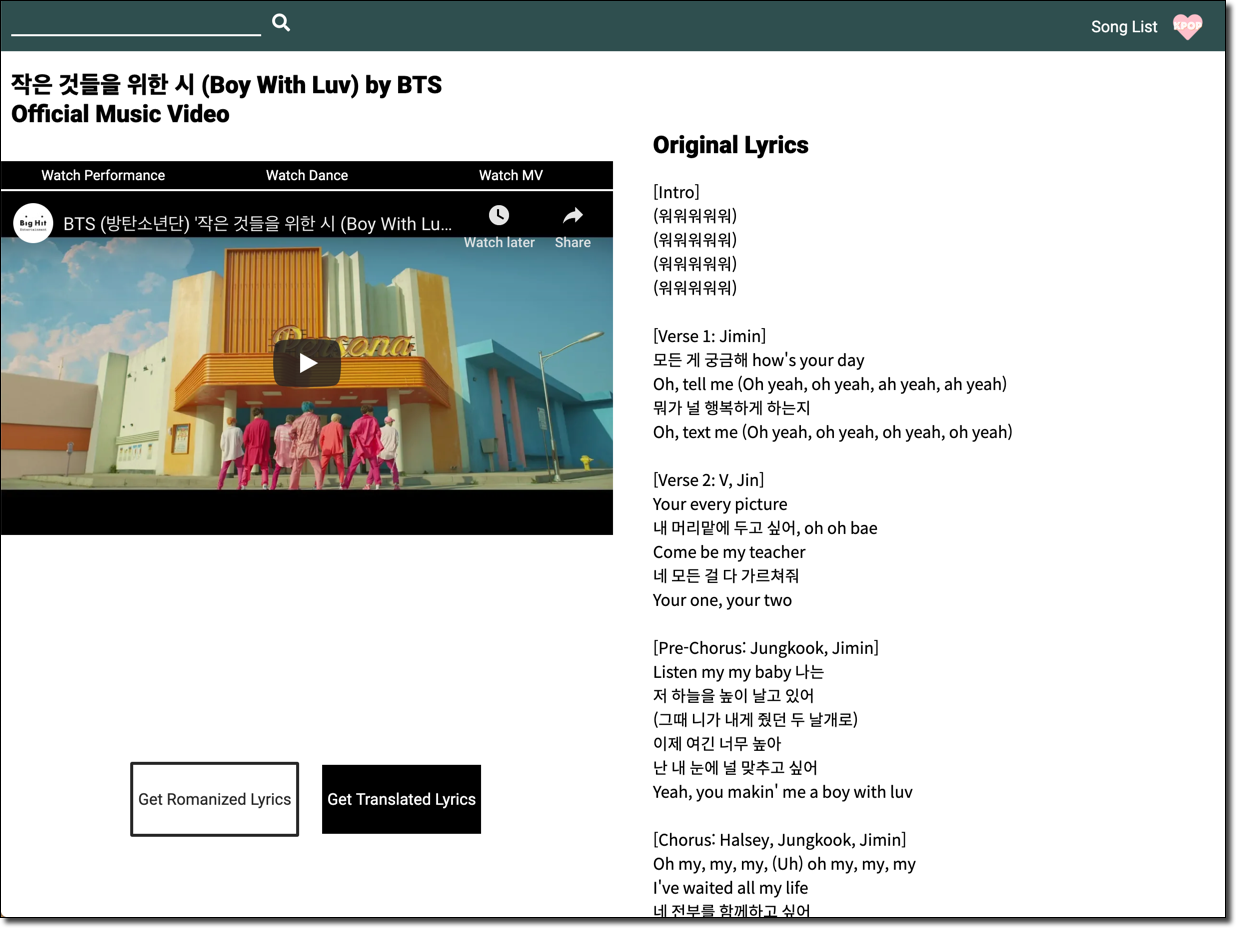 Song List
KPOP
작은 것들을 위한 시 (Boy With Luv) by BTS
Official Music Video
Watch Performance
Watch Dance
Watch MV
Big Hit
BTS (방탄소년단) '작은 것들을 위한 시 (Boy With Lu...
Watch later
Share
Persona
Get Romanized Lyrics
Get Translated Lyrics
Original Lyrics
[Intro]
(워워워워워)
(워워워워워)
(워워워워워)
(워워워워워)
[Verse 1: Jimin]
모든 게 궁금해 how's your day
Oh, tell me (Oh yeah, oh yeah, ah yeah, ah yeah)
뭐가 널 행복하게 하는지
Oh, text me (Oh yeah, oh yeah, oh yeah, oh yeah)
[Verse 2: V, Jin]
Your every picture
내 머리맡에 두고 싶어, oh oh bae
Come be my teacher
네 모든 걸 다 가르쳐줘
Your one, your two
[Pre-Chorus: Jungkook, Jimin]
Listen my my baby 나는
저 하늘을 높이 날고 있어
(그때 니가 내게 줬던 두 날개로)
이제 여긴 너무 높아
난 내 눈에 널 맞추고 싶어
Yeah, you makin' me a boy with luv
[Chorus: Halsey, Jungkook, Jimin]
Oh my, my, my, (Uh) oh my, my, my
I've waited all my life
네 전부를 함께하고 싶어